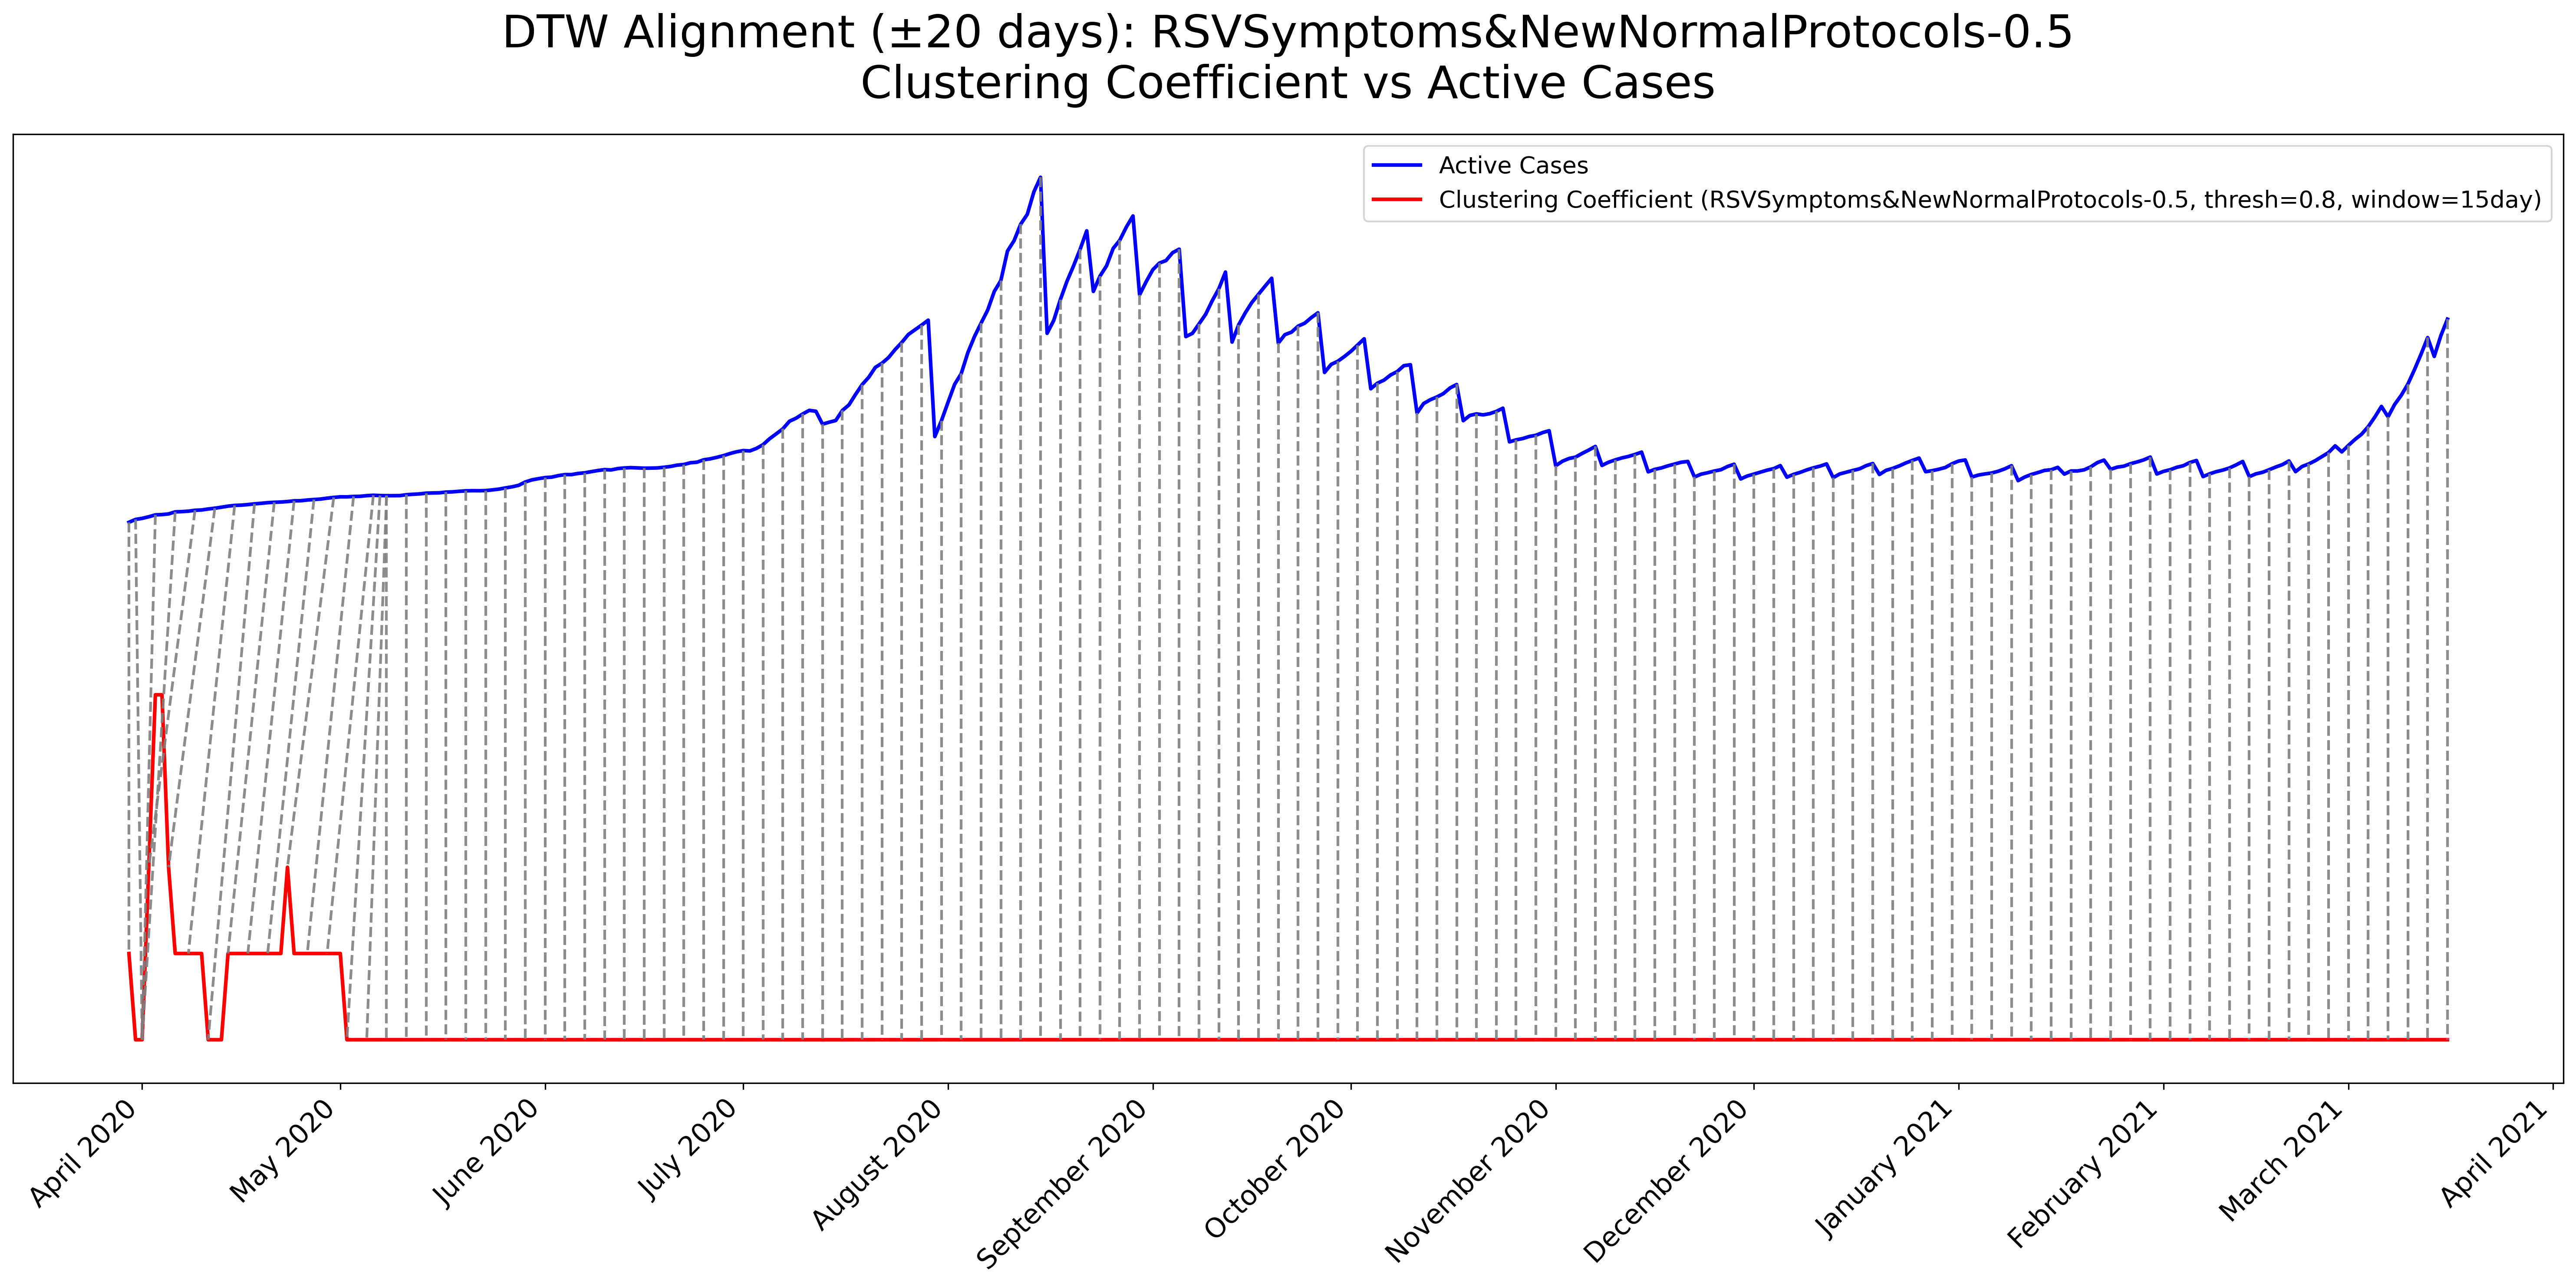 DTW Alignment (±20 days): RSVSymptoms&NewNormalProtocols-0.5
Clustering Coefficient vs Active Cases
Active Cases
Clustering Coefficient (RSVSymptoms&NewNormalProtocols-0.5, thresh=0.8, window=15day)
April 2020
May 2020
June 2020
July 2020
August 2020
September 2020
October 2020
November 2020
December 2020
January 2021
February 2021
March 2021
April 2021